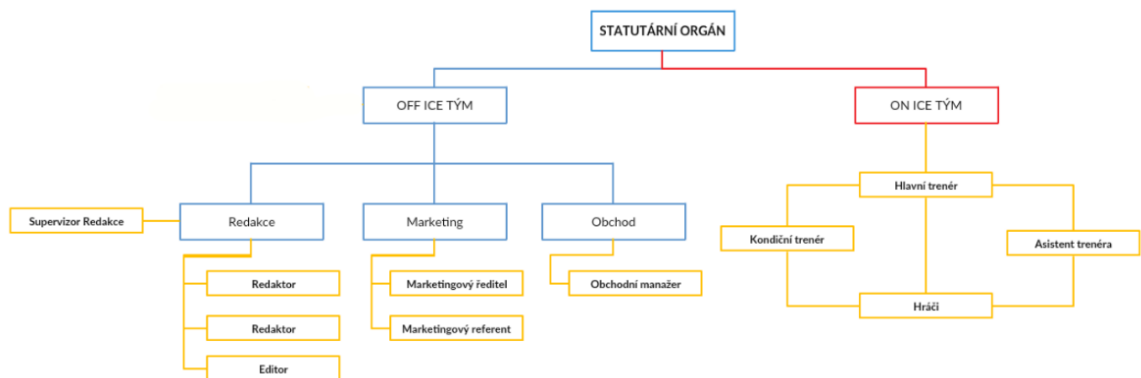 STATUTÁRNÍ ORGÁN
OFF ICE TÝM
ON ICE TÝM
Hlavní trenér
Supervizor Redakce
Redakce
Marketing
Obchod
Kondiční trenér
Asistent trenéra
Redaktor
Marketingový ředitel
Obchodní manažer
Hráči
Redaktor
Marketingový referent
Editor